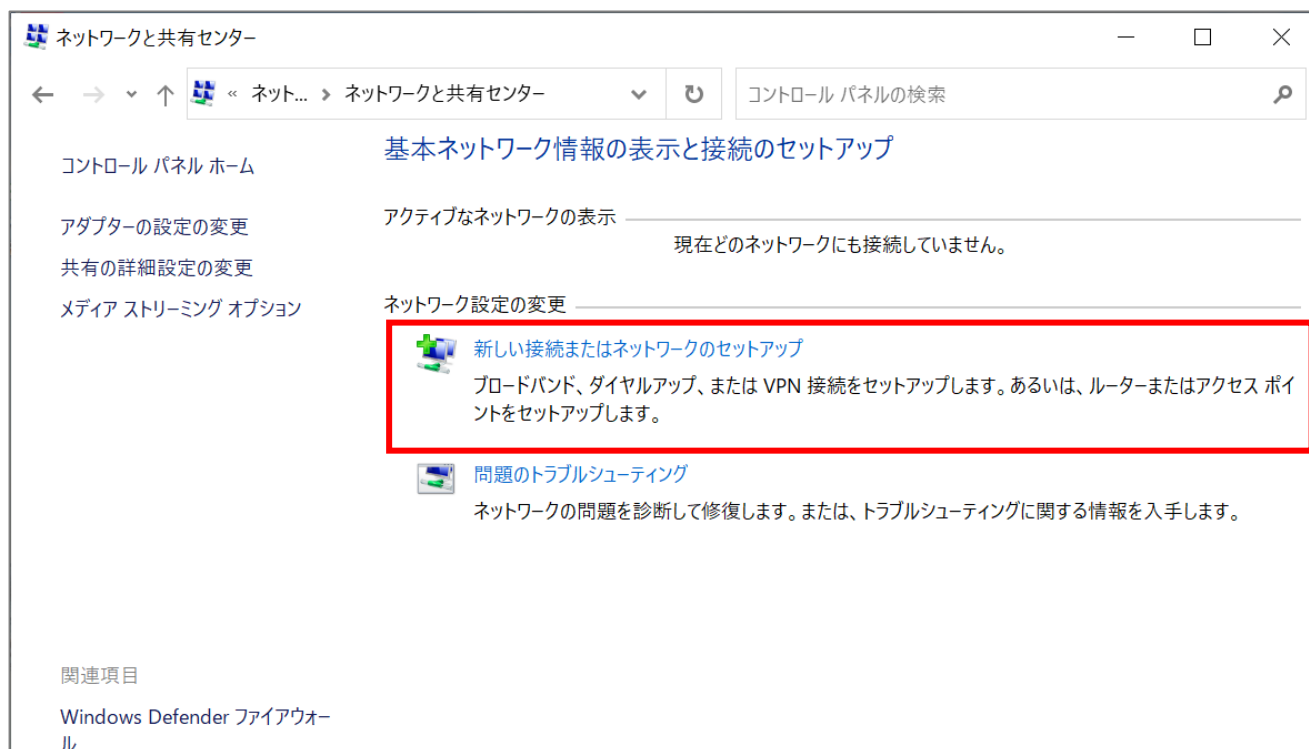 ネットワークと共有センター
« ネット... › ネットワークと共有センター
コントロール パネルの検索
コントロール パネル ホーム
アダプターの設定の変更
共有の詳細設定の変更
メディア ストリーミング オプション
基本ネットワーク情報の表示と接続のセットアップ
アクティブなネットワークの表示
現在どのネットワークにも接続していません。
ネットワーク設定の変更
新しい接続またはネットワークのセットアップ
ブロードバンド、ダイヤルアップ、または VPN 接続をセットアップします。あるいは、ルーターまたはアクセス ポイ
ントをセットアップします。
問題のトラブルシューティング
ネットワークの問題を診断して修復します。または、トラブルシューティングに関する情報を入手します。
関連項目
Windows Defender ファイアウォー
ル